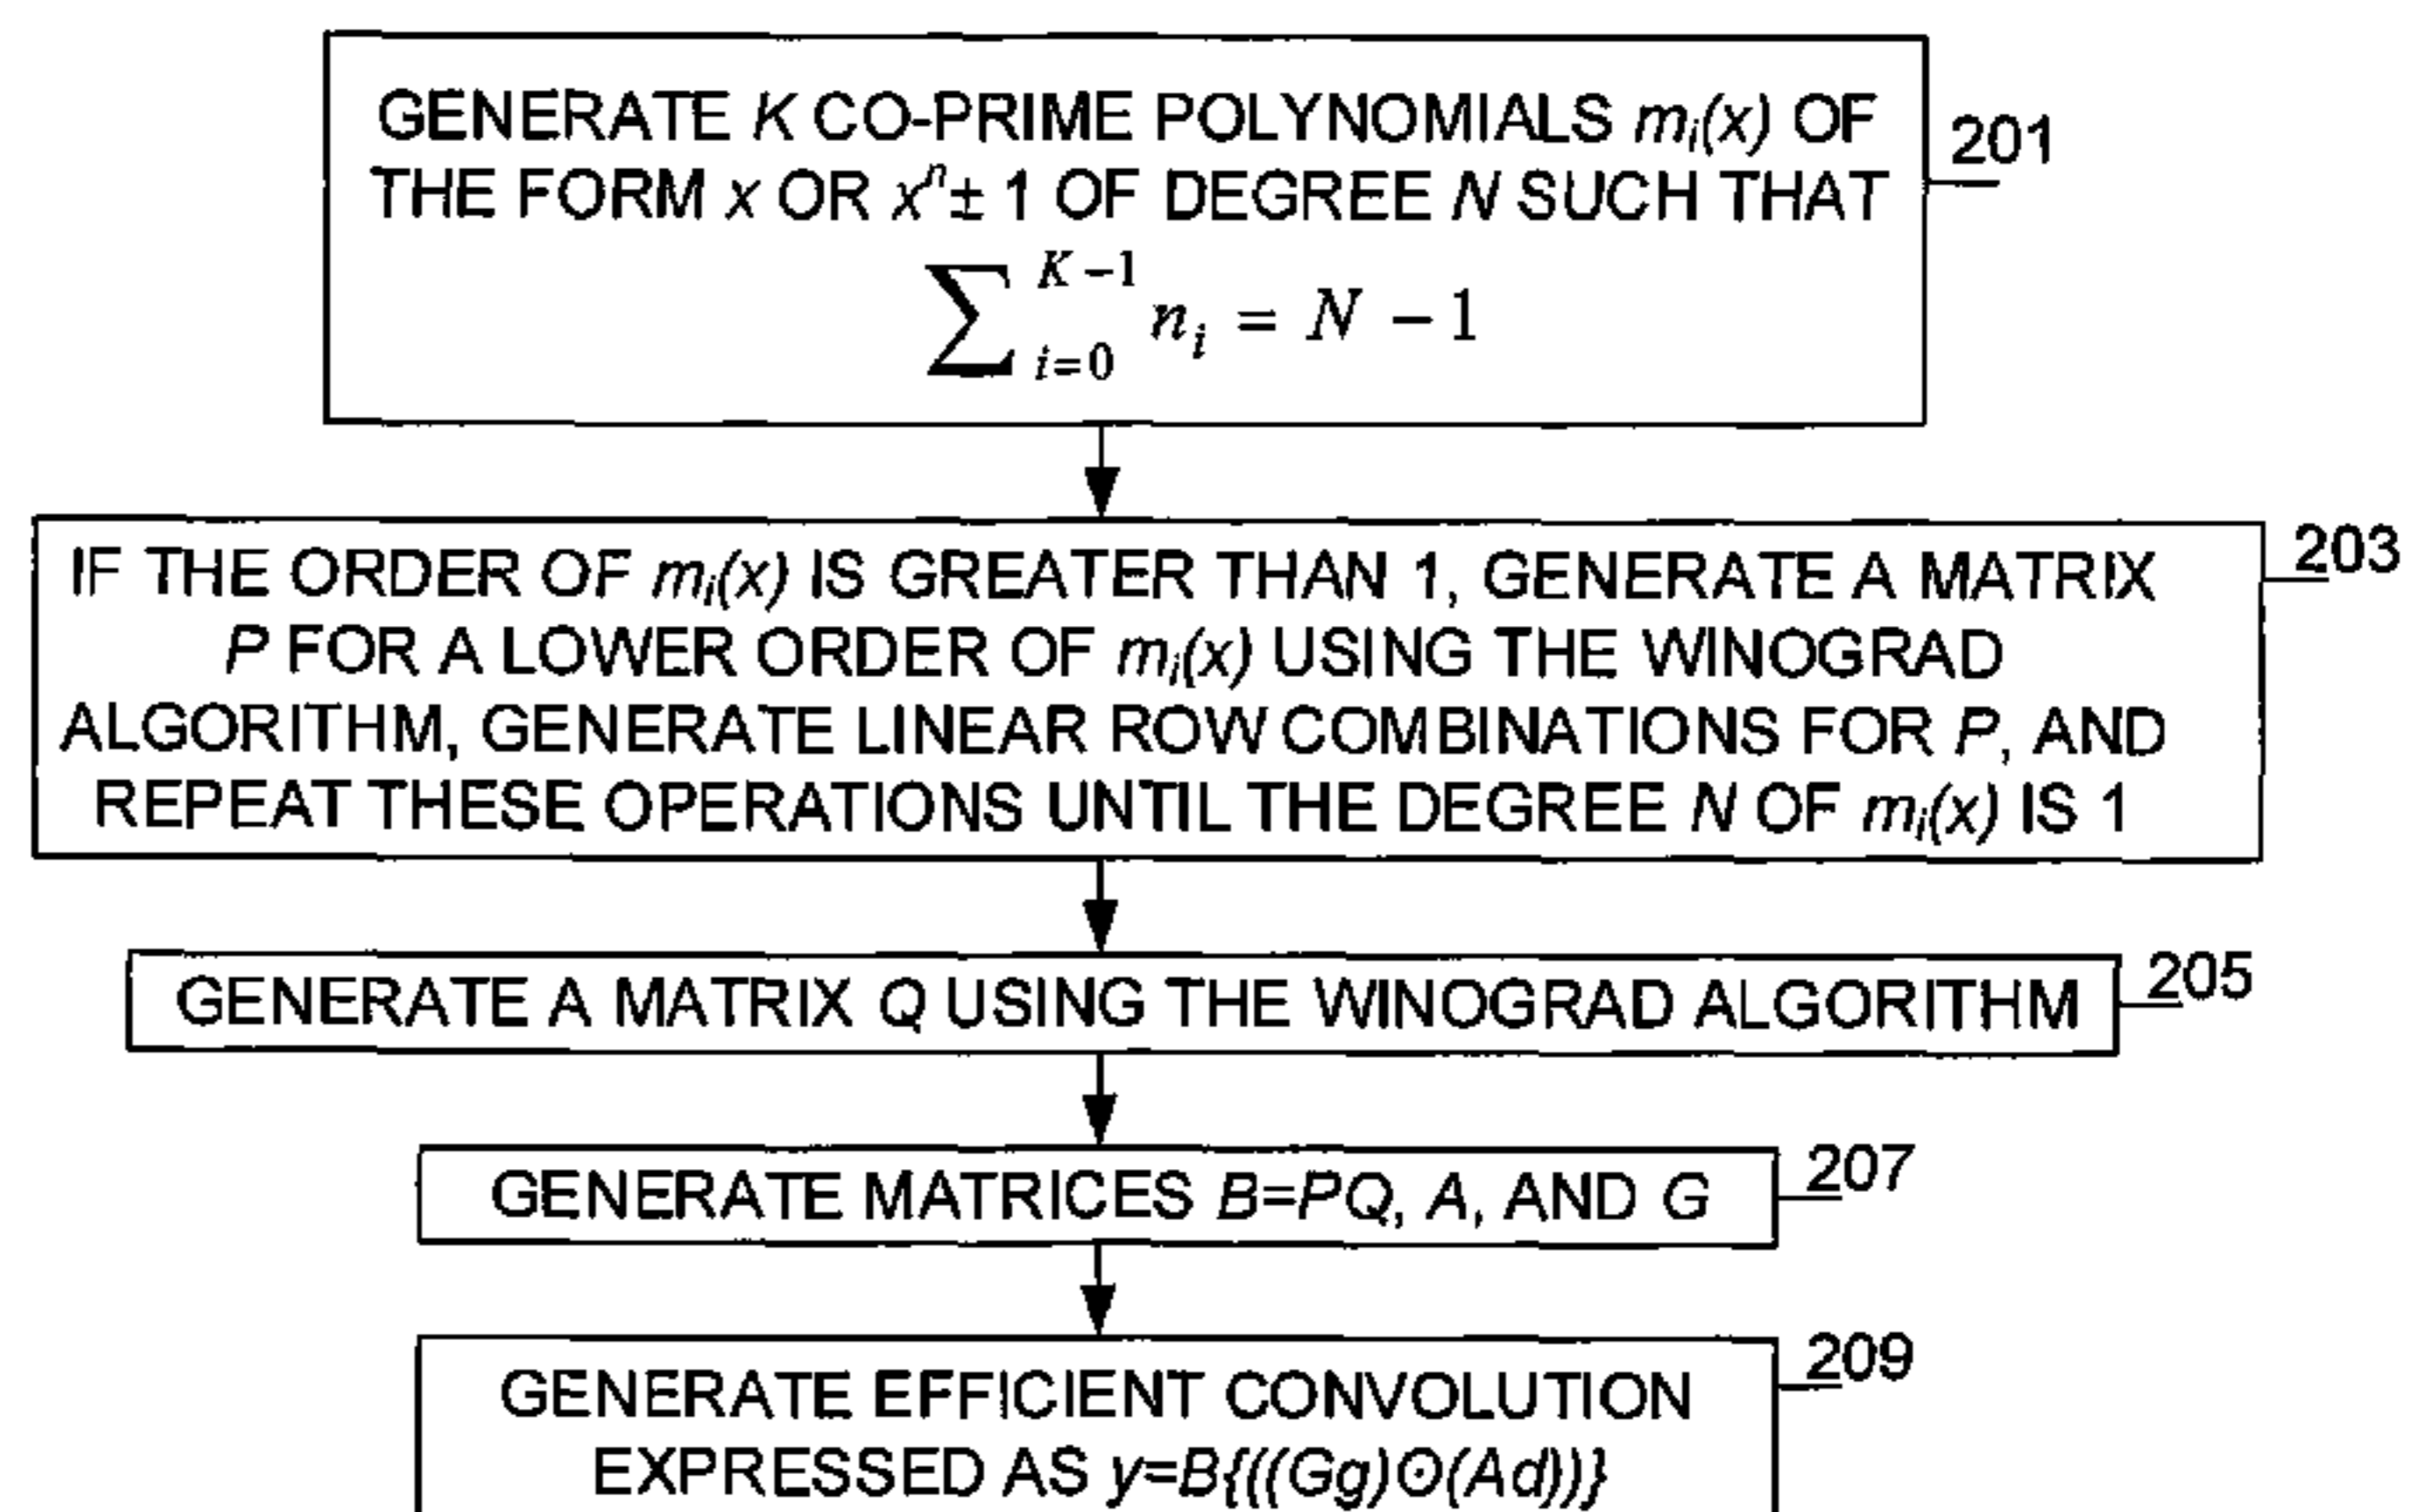 GENERATE K CO-PRIME POLYNOMIALS mᵢ(x) OF
THE FORM x OR xⁿ± 1 OF DEGREE N SUCH THAT
∑ᵢ₌₀ᴷ⁻¹ nᵢ = N − 1
201
IF THE ORDER OF mᵢ(x) IS GREATER THAN 1, GENERATE A MATRIX
P FOR A LOWER ORDER OF mᵢ(x) USING THE WINOGRAD
ALGORITHM, GENERATE LINEAR ROW COMBINATIONS FOR P, AND
REPEAT THESE OPERATIONS UNTIL THE DEGREE N OF mᵢ(x) IS 1
203
GENERATE A MATRIX Q USING THE WINOGRAD ALGORITHM
205
GENERATE MATRICES B=PQ, A, AND G
207
GENERATE EFFICIENT CONVOLUTION
EXPRESSED AS y=B{((Gg)⊙(Ad))}
209